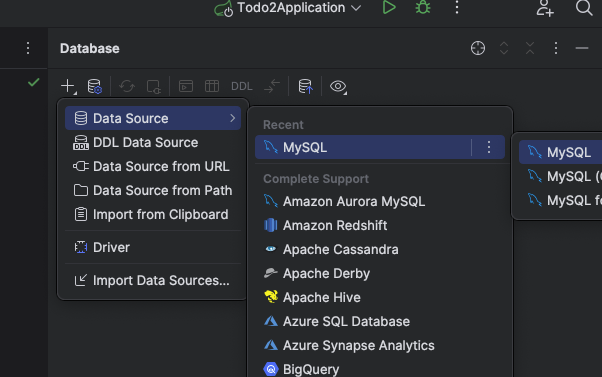 Todo2Application
Database
DDL
Data Source
DDL Data Source
Data Source from URL
Data Source from Path
Import from Clipboard
Driver
Import Data Sources...
Recent
MySQL
Complete Support
Amazon Aurora MySQL
Amazon Redshift
Apache Cassandra
Apache Derby
Apache Hive
Azure SQL Database
Azure Synapse Analytics
BigQuery
MySQL
MySQL (
MySQL fo